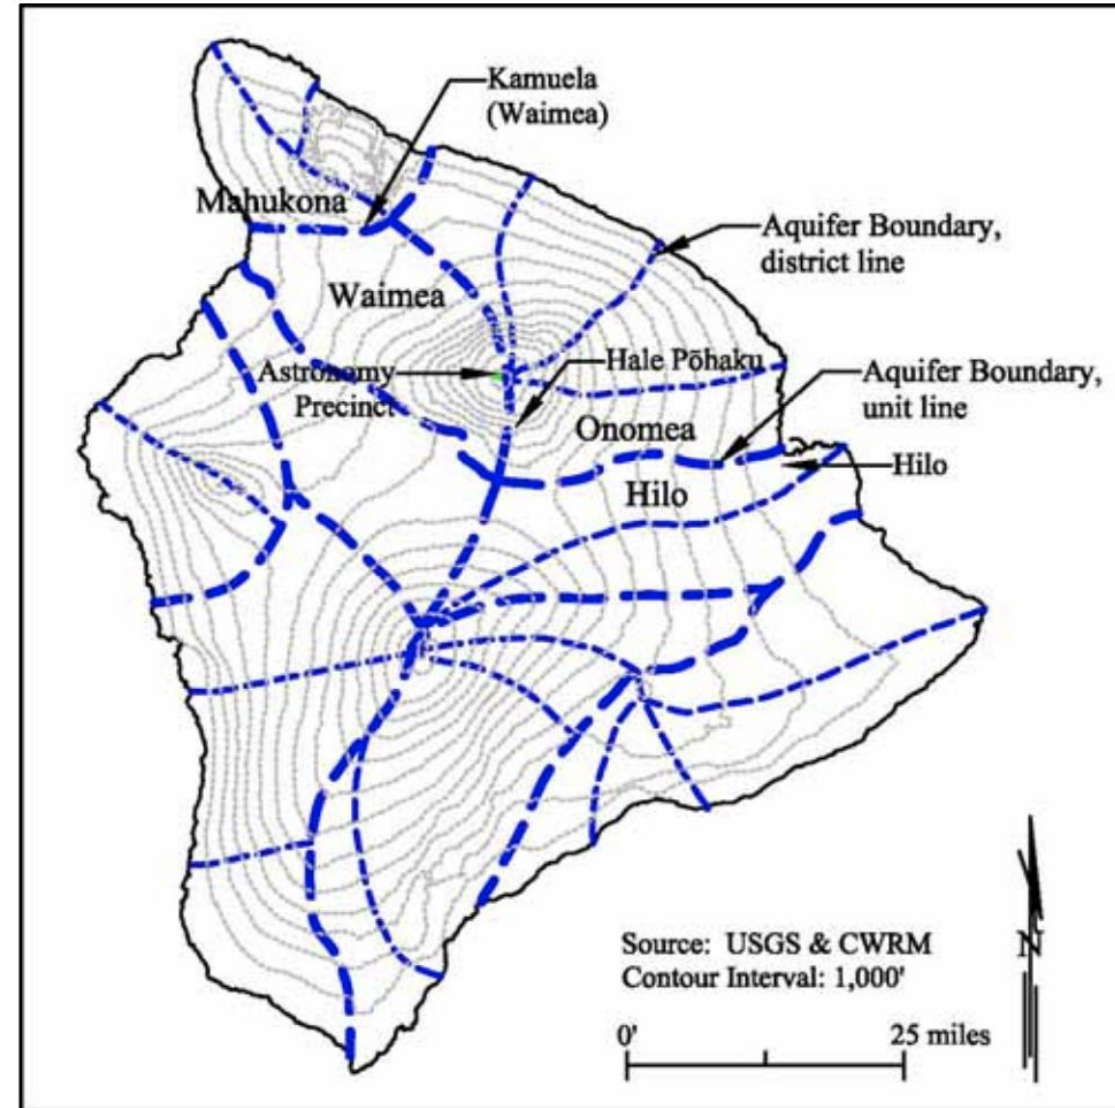 Kamuela
(Waimea)
Mahukona
Aquifer Boundary,
district line
Waimea
Astronomy
Precinct
Hale Pōhaku
Aquifer Boundary,
unit line
Onomea
Hilo
Hilo
Source: USGS & CWRM
Contour Interval: 1,000'
N
0'
25 miles